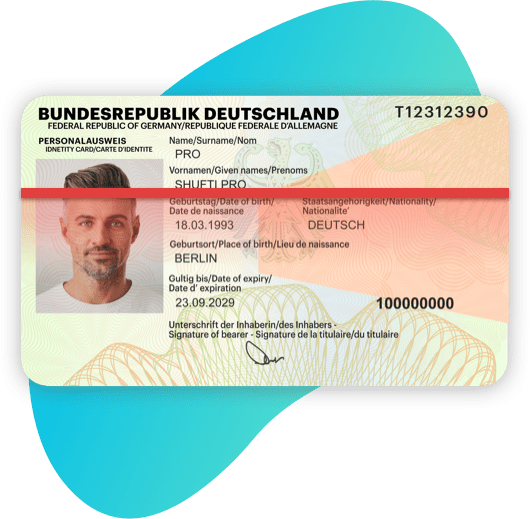 BUNDESREPUBLIK DEUTSCHLAND
T12312390
FEDERAL REPUBLIC OF GERMANY/REPUBLIQUE FEDERALE D'ALLEMAGNE
PERSONALAUSWEIS
IDNETITY CARD/CARTE D'IDENTITE
Name/Surname/Nom
PRO
Vornamen/Given names/Prenoms
SHUFTI PRO
Geburtstag/Date of birth/
Date de naissance
Staatsangehorigkeit/Nationality/
Nationalite'
18.03.1993
DEUTSCH
Geburtsort/Place of birth/Lieu de naissance
BERLIN
Gultig bis/Date of expiry/
Date d' expiration
23.09.2029
100000000
Unterschrift der Inhaberin/des Inhabers -
Signature of bearer - Signature de la titulaire/du titulaire